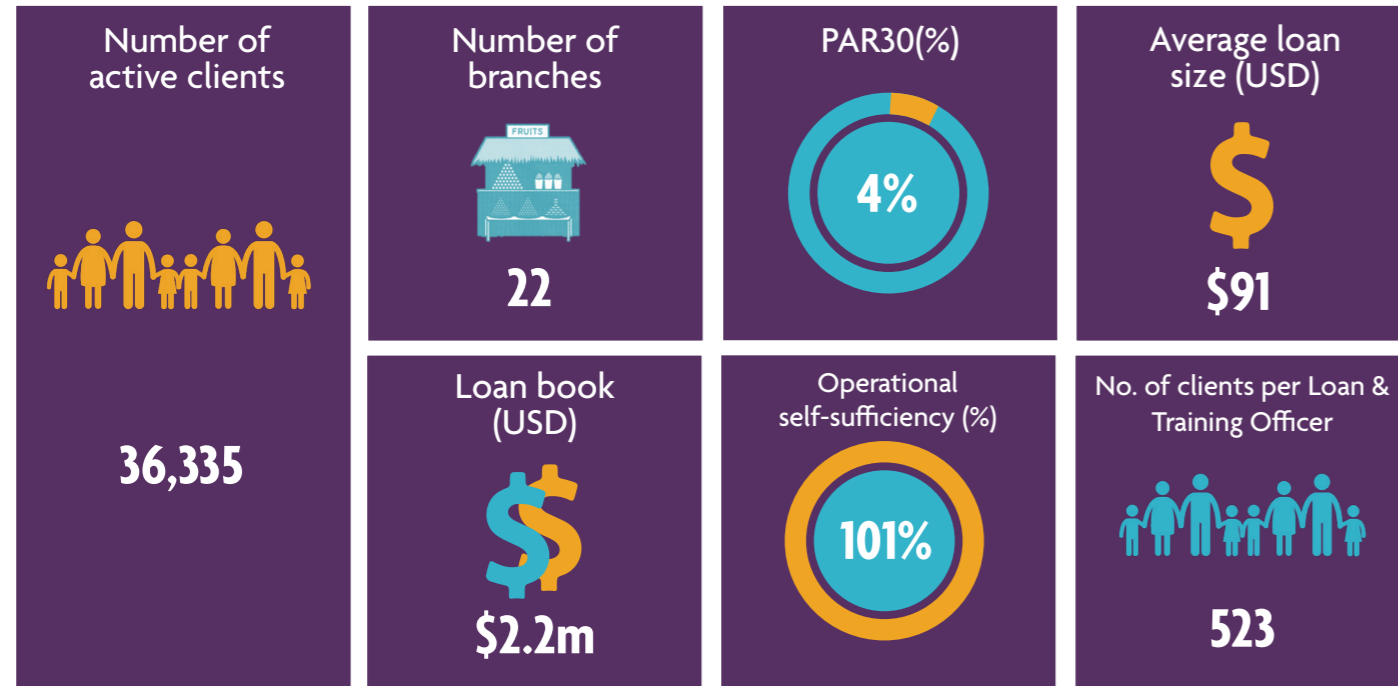 Number of
active clients
36,335
Number of
branches
FRUITS
22
PAR30(%)
4%
Average loan
size (USD)
$
$91
Loan book
(USD)
$$
$2.2m
Operational
self-sufficiency (%)
101%
No. of clients per Loan &
Training Officer
523